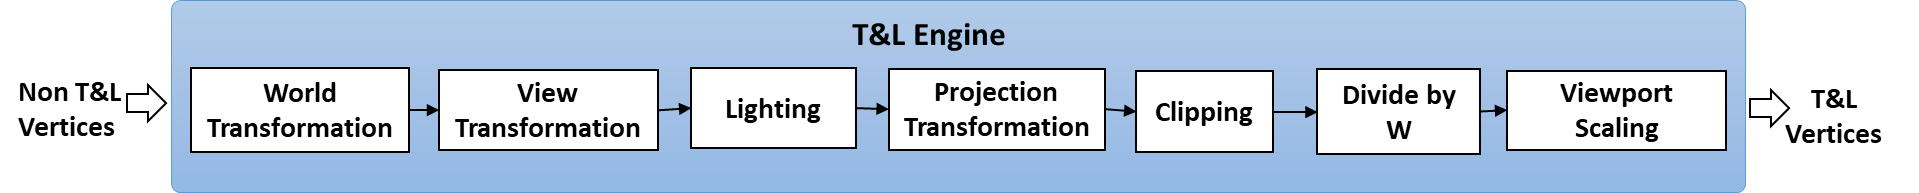 T&L Engine
Non T&L
Vertices
World
Transformation
View
Transformation
Lighting
Projection
Transformation
Clipping
Divide by
W
Viewport
Scaling
T&L
Vertices